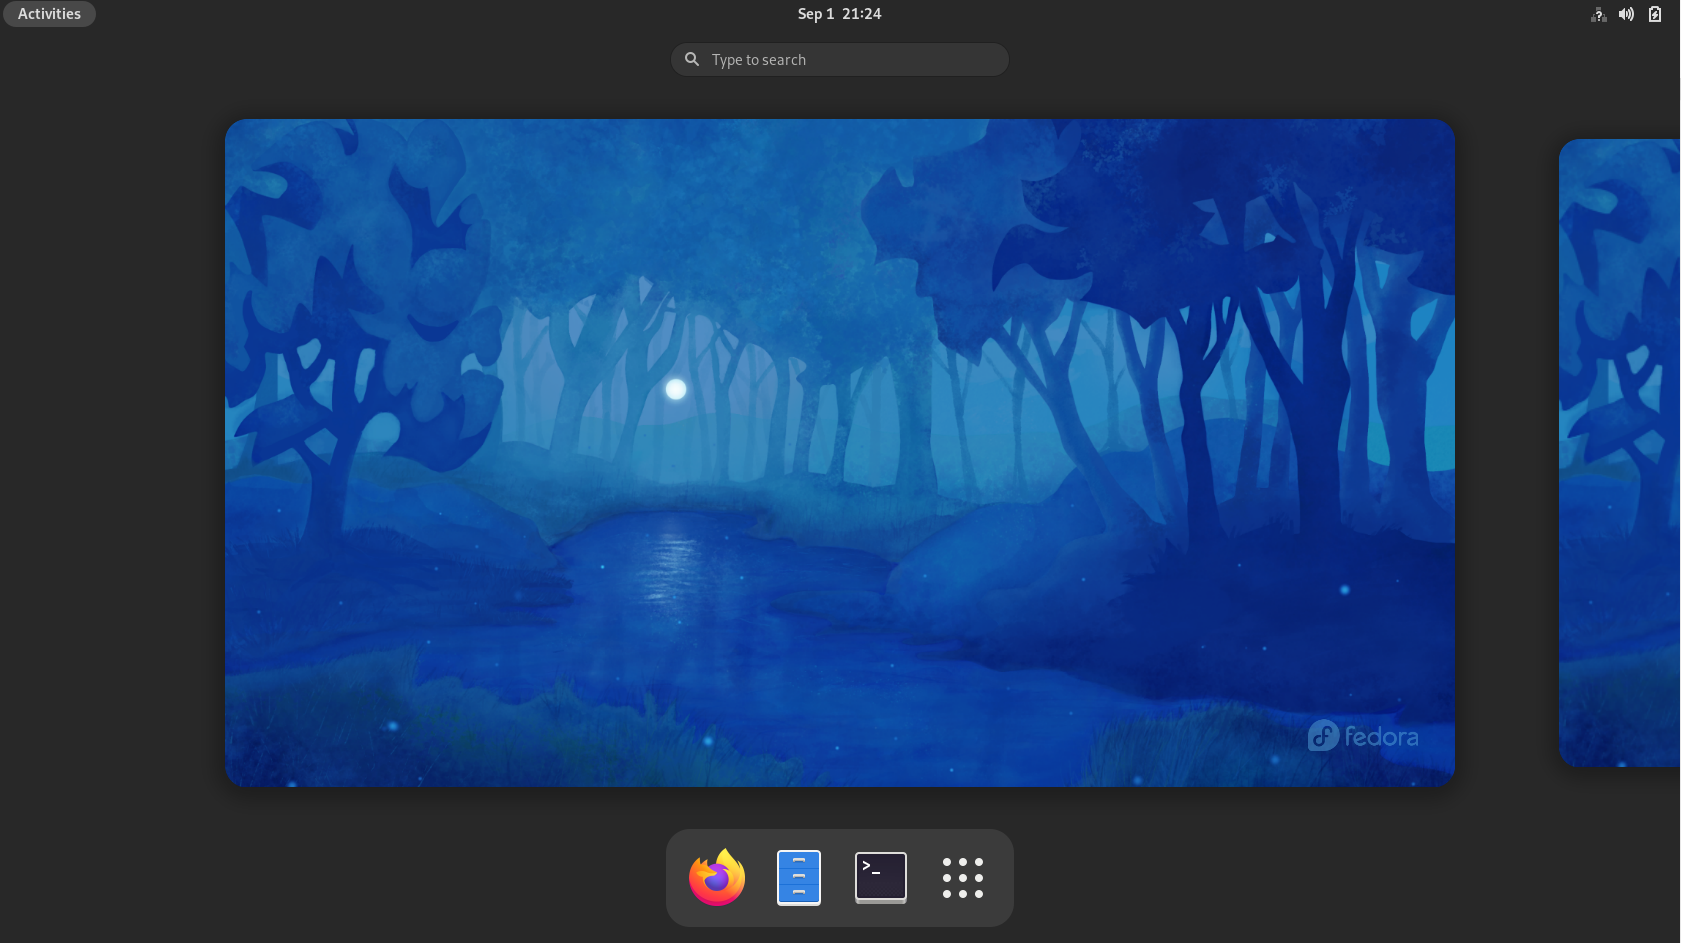 Activities
Sep 1 21:24
Type to search
fedora
>_